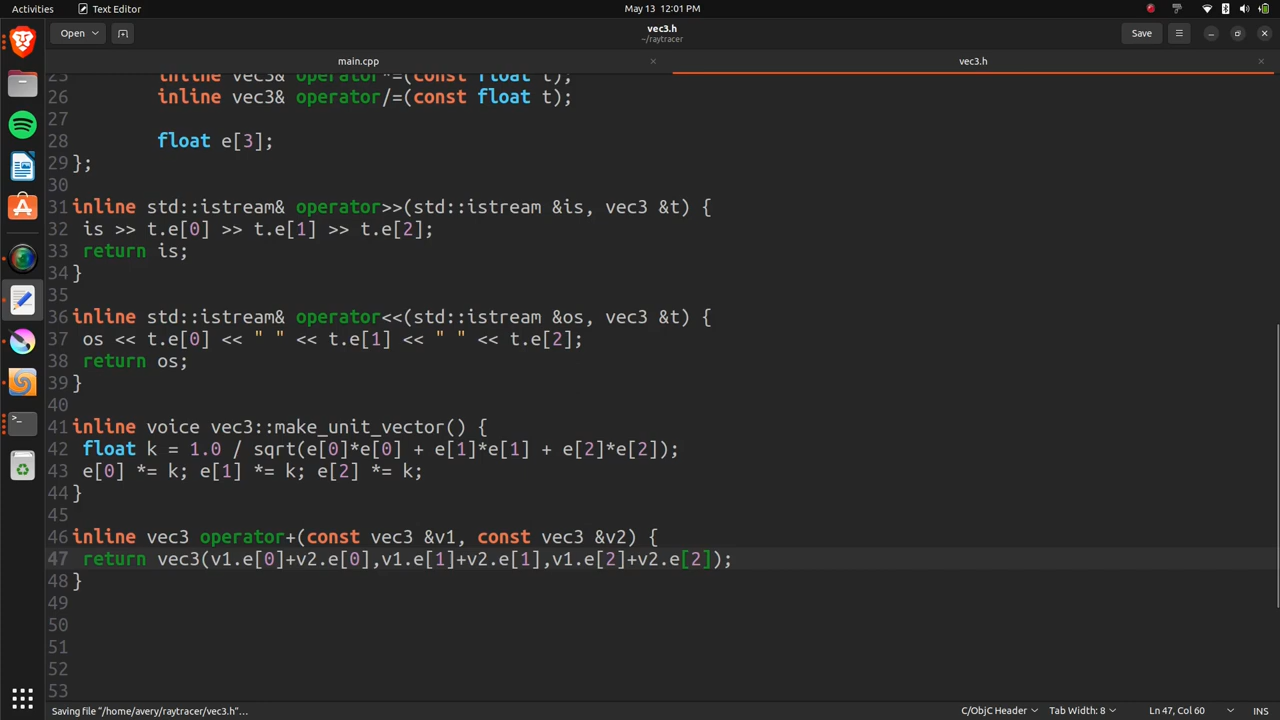 Activities Text Editor May 13 12:01 PM
Open vec3.h Save
~/raytracer
main.cpp vec3.h
25 inline vec3& operator*=(const float t);
26 inline vec3& operator/=(const float t);
27
28 float e[3];
29 };
30
31 inline std::istream& operator>>(std::istream &is, vec3 &t) {
32 is >> t.e[0] >> t.e[1] >> t.e[2];
33 return is;
34 }
35
36 inline std::istream& operator<<(std::istream &os, vec3 &t) {
37 os << t.e[0] << " " << t.e[1] << " " << t.e[2];
38 return os;
39 }
40
41 inline voice vec3::make_unit_vector() {
42 float k = 1.0 / sqrt(e[0]*e[0] + e[1]*e[1] + e[2]*e[2]);
43 e[0] *= k; e[1] *= k; e[2] *= k;
44 }
45
46 inline vec3 operator+(const vec3 &v1, const vec3 &v2) {
47 return vec3(v1.e[0]+v2.e[0],v1.e[1]+v2.e[1],v1.e[2]+v2.e[2]);
48 }
49
50
51
52
53
Saving file "/home/avery/raytracer/vec3.h"… C/ObjC Header Tab Width: 8 Ln 47, Col 60 INS